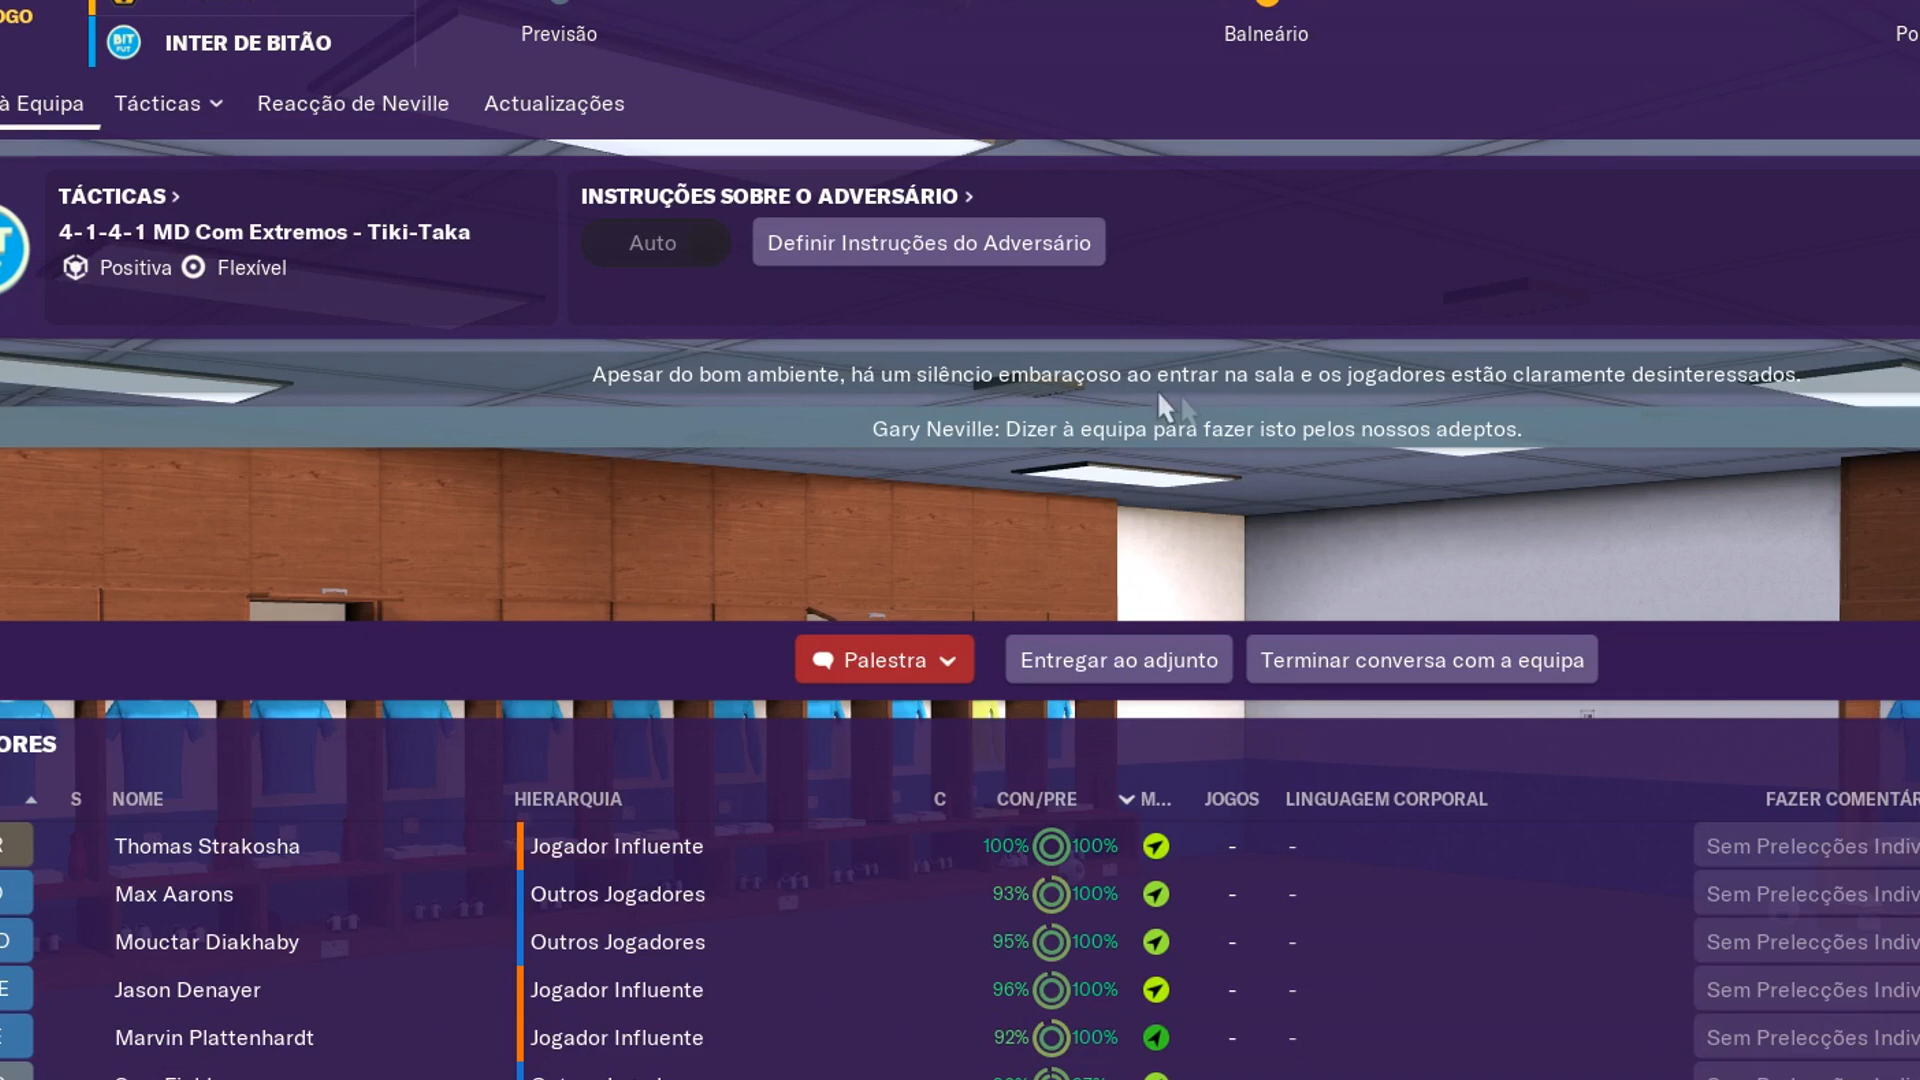 OGO
BIT
FUT
INTER DE BITÃO
Previsão
Balneário
Po
à Equipa
Tácticas
Reacção de Neville
Actualizações
TÁCTICAS
4-1-4-1 MD Com Extremos - Tiki-Taka
Positiva
Flexível
INSTRUÇÕES SOBRE O ADVERSÁRIO
Auto
Definir Instruções do Adversário
Apesar do bom ambiente, há um silêncio embaraçoso ao entrar na sala e os jogadores estão claramente desinteressados.
Gary Neville: Dizer à equipa para fazer isto pelos nossos adeptos.
Palestra
Entregar ao adjunto
Terminar conversa com a equipa
ORES
S NOME HIERARQUIA C CON/PRE M... JOGOS LINGUAGEM CORPORAL FAZER COMENTÁR
Thomas Strakosha Jogador Influente 100% 100% - - Sem Prelecções Indiv
Max Aarons Outros Jogadores 93% 100% - - Sem Prelecções Indiv
Mouctar Diakhaby Outros Jogadores 95% 100% - - Sem Prelecções Indiv
Jason Denayer Jogador Influente 96% 100% - - Sem Prelecções Indiv
Marvin Plattenhardt Jogador Influente 92% 100% - - Sem Prelecções Indiv